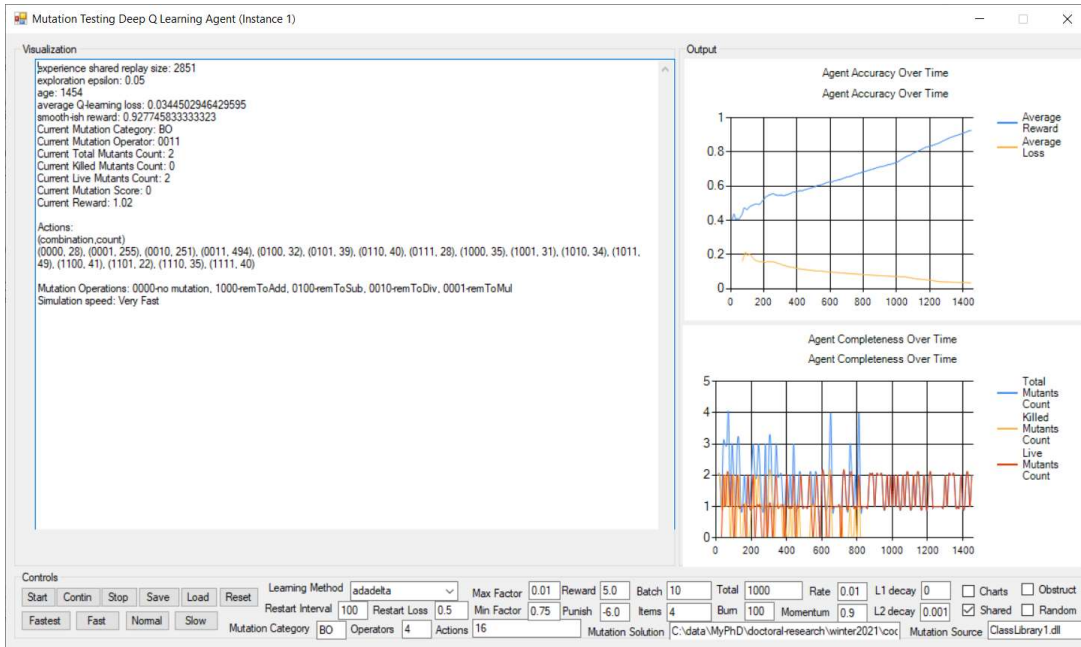 Mutation Testing Deep Q Learning Agent (Instance 1)
Visualization
experience shared replay size: 2851
exploration epsilon: 0.05
age: 1454
average Q-learning loss: 0.0344502946429595
smooth-ish reward: 0.927745833333323
Current Mutation Category: BO
Current Mutation Operator: 0011
Current Total Mutants Count: 2
Current Killed Mutants Count: 0
Current Live Mutants Count: 2
Current Mutation Score: 0
Current Reward: 1.02
Actions:
(combination,count)
(0000, 28), (0001, 255), (0010, 251), (0011, 494), (0100, 32), (0101, 39), (0110, 40), (0111, 28), (1000, 35), (1001, 31), (1010, 34), (1011,
49), (1100, 41), (1101, 22), (1110, 35), (1111, 40)
Mutation Operations: 0000-no mutation, 1000-remToAdd, 0100-remToSub, 0010-remToDiv, 0001-remToMul
Simulation speed: Very Fast
Output
Agent Accuracy Over Time
Agent Accuracy Over Time
1
0.8
0.6
0.4
0.2
0
0 200 400 600 800 1000 1200 1400
Average
Reward
Average
Loss
Agent Completeness Over Time
Agent Completeness Over Time
5
4
3
2
1
0
0 200 400 600 800 1000 1200 1400
Total
Mutants
Count
Killed
Mutants
Count
Live
Mutants
Count
Controls
Start Contin Stop Save Load Reset Learning Method adadelta Max Factor 0.01 Reward 5.0 Batch 10 Total 1000 Rate 0.01 L1 decay 0 Charts Obstruct
Fastest Fast Normal Slow Restart Interval 100 Restart Loss 0.5 Min Factor 0.75 Punish -6.0 Items 4 Burn 100 Momentum 0.9 L2 decay 0.001 Shared Random
Mutation Category BO Operators 4 Actions 16 Mutation Solution C:\data\MyPhD\doctoral-research\winter2021\coc Mutation Source ClassLibrary1.dll